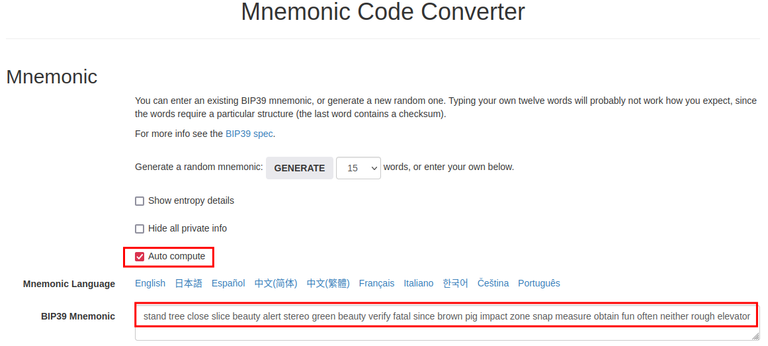 Mnemonic Code Converter
Mnemonic
You can enter an existing BIP39 mnemonic, or generate a new random one. Typing your own twelve words will probably not work how you expect, since
the words require a particular structure (the last word contains a checksum).
For more info see the BIP39 spec.
Generate a random mnemonic: GENERATE 15 words, or enter your own below.
Show entropy details
Hide all private info
Auto compute
Mnemonic Language English 日本語 Español 中文(简体) 中文(繁體) Français Italiano 한국어 Čeština Português
BIP39 Mnemonic stand tree close slice beauty alert stereo green beauty verify fatal since brown pig impact zone snap measure obtain fun often neither rough elevator